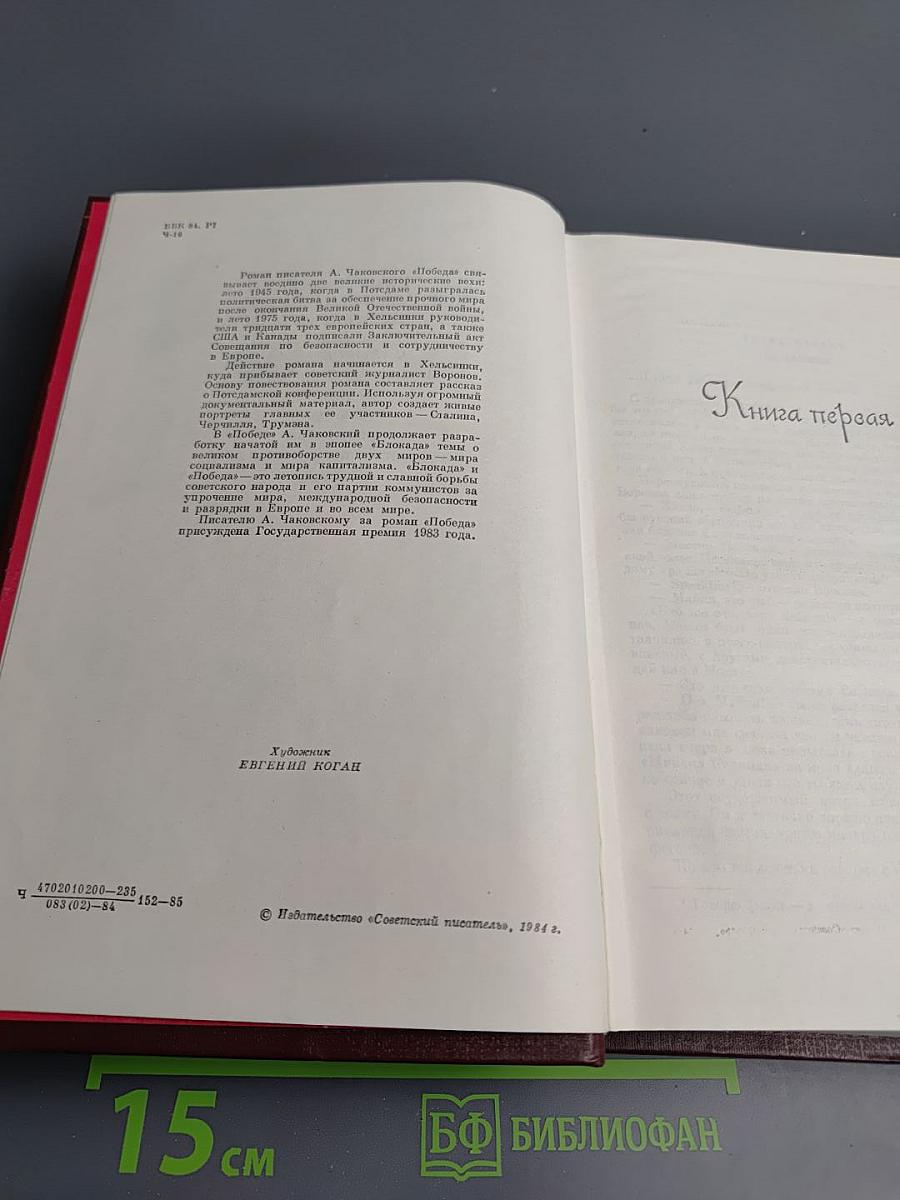 ББК 84. Р7
Ч-16
Роман писателя А. Чаковского «Победа» свя-
зывает воедино две великие исторические вехи:
лето 1945 года, когда в Потсдаме разыгралась
политическая битва за обеспечение прочного мира
после окончания Великой Отечественной войны,
и лето 1975 года, когда в Хельсинки руководи-
тели тридцати трех европейских стран, а также
США и Канады подписали Заключительный акт
Совещания по безопасности и сотрудничеству
в Европе.
Действие романа начинается в Хельсинки,
куда прибывает советский журналист Воронов.
Основу повествования романа составляет рассказ
о Потсдамской конференции. Используя огромный
документальный материал, автор создает живые
портреты главных ее участников — Сталина,
Черчилля, Трумэна.
В «Победе» А. Чаковский продолжает разра-
ботку начатой им в эпопее «Блокада» темы о
великом противоборстве двух миров — мира
социализма и мира капитализма. «Блокада» и
«Победа» — это летопись трудной и славной борьбы
советского народа и его партии коммунистов за
упрочение мира, международной безопасности
и разрядки в Европе и во всем мире.
Писателю А. Чаковскому за роман «Победа»
присуждена Государственная премия 1983 года.
Художник
ЕВГЕНИЙ КОГАН
Ч 4702010200—235
083 (02)—84 152—85
© Издательство «Советский писатель», 1984 г.
Книга первая
15 см
БФ БИБЛИОФАН